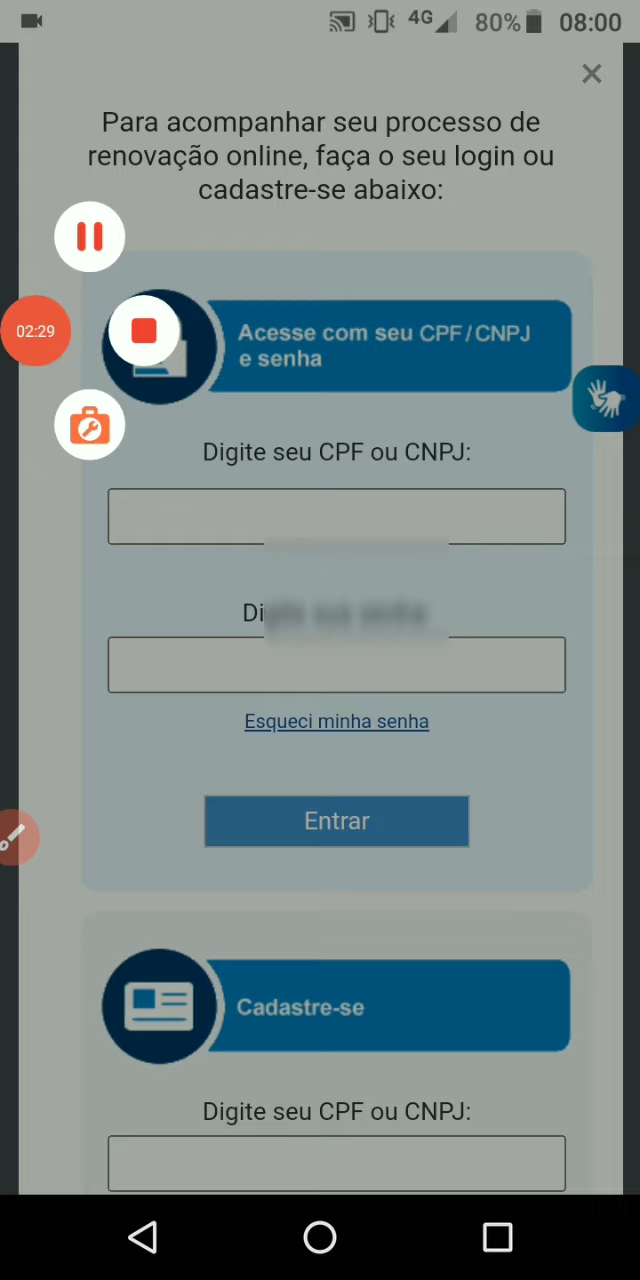 4G
80%
08:00
Para acompanhar seu processo de
renovação online, faça o seu login ou
cadastre-se abaixo:
02:29
Acesse com seu CPF/CNPJ
e senha
Digite seu CPF ou CNPJ:
Esqueci minha senha
Entrar
Cadastre-se
Digite seu CPF ou CNPJ: